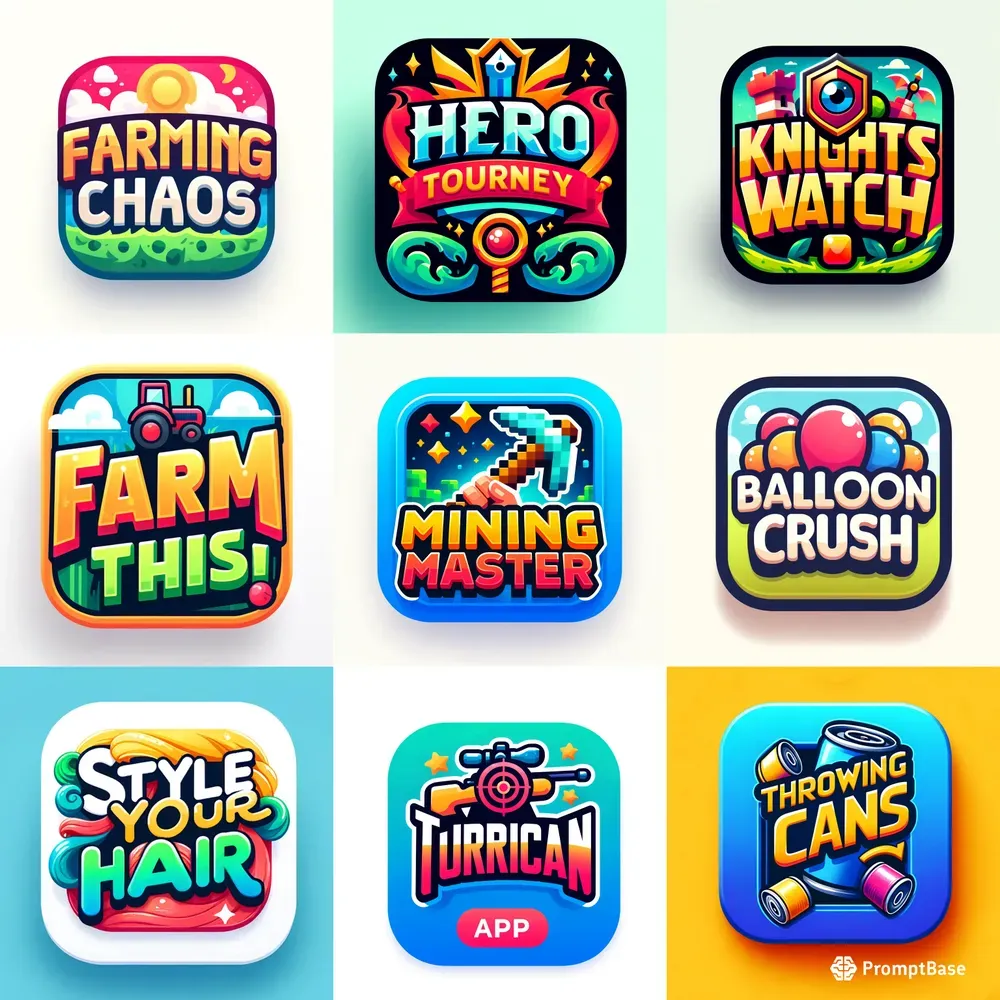 FARMING
CHAOS
HERO
TOURNEY
KNIGHTS
WATCH
FARM
THIS!
MINING
MASTER
BALLOON
CRUSH
STYLE
YOUR
HAIR
TURRICAN
APP
THROWING
CANS
PromptBase